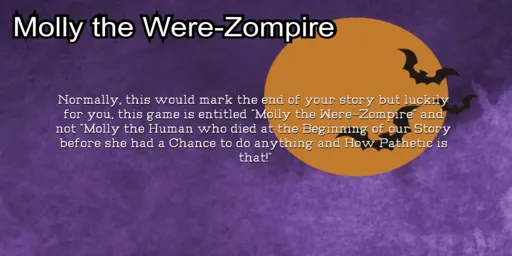 Molly the Were-Zompire
Normally, this would mark the end of your story but luckily
for you, this game is entitled "Molly the Were-Zompire" and
not "Molly the Human who died at the Beginning of our Story
before she had a Chance to do anything and How Pathetic is
that!"